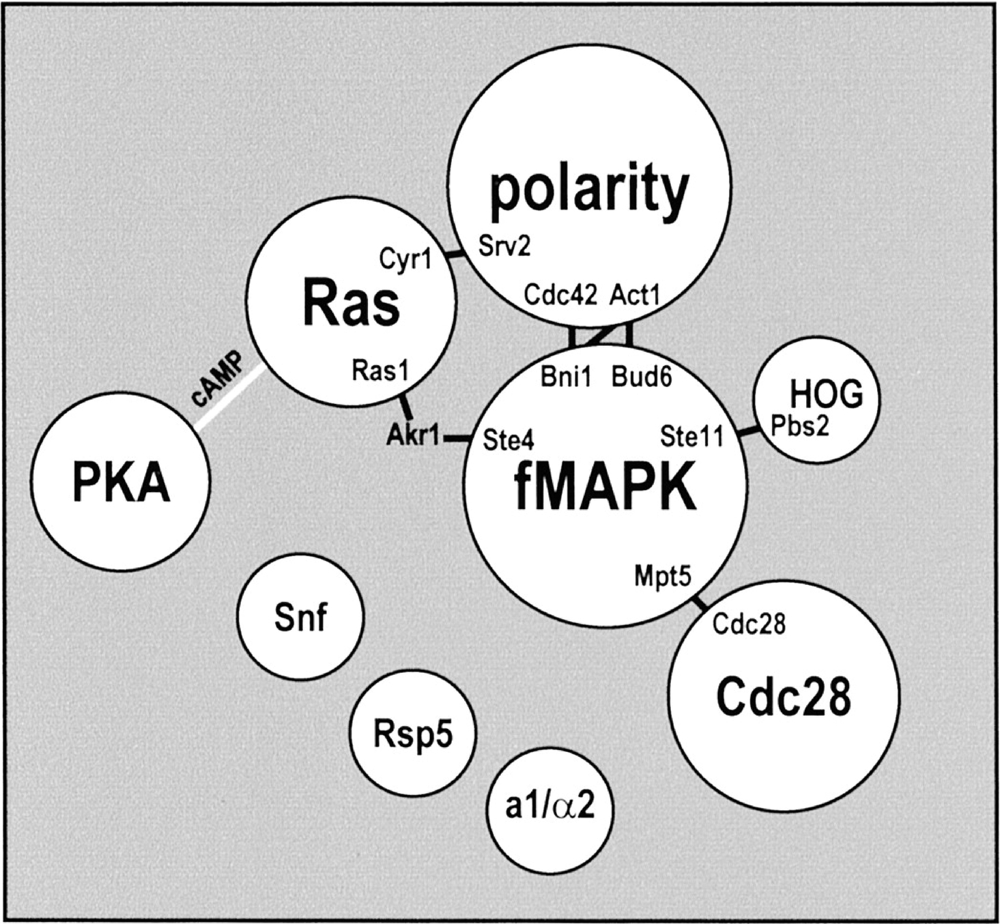 polarity
Srv2
Cdc42 Act1
Cyr1
Ras
Ras1
cAMP
PKA
Akr1
Bni1 Bud6
Ste4
Ste11
fMAPK
Mpt5
HOG
Pbs2
Cdc28
Cdc28
Snf
Rsp5
a1/α2